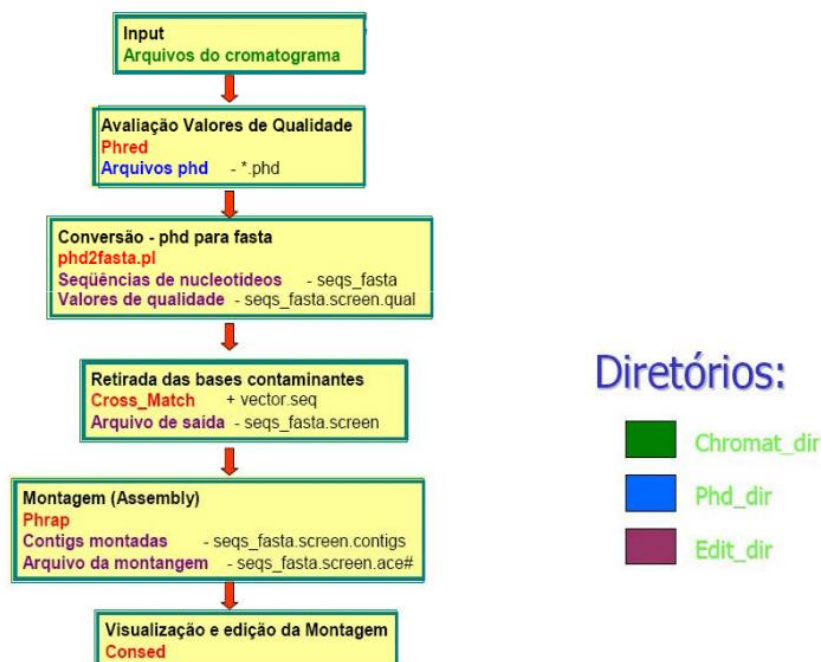 Input
Arquivos do cromatograma
Avaliação Valores de Qualidade
Phred
Arquivos phd - *.phd
Conversão - phd para fasta
phd2fasta.pl
Seqüências de nucleotideos - seqs_fasta
Valores de qualidade - seqs_fasta.screen.qual
Retirada das bases contaminantes
Cross_Match + vector.seq
Arquivo de saída - seqs_fasta.screen
Montagem (Assembly)
Phrap
Contigs montadas - seqs_fasta.screen.contigs
Arquivo da montangem - seqs_fasta.screen.ace#
Visualização e edição da Montagem
Consed
Diretórios:
Chromat_dir
Phd_dir
Edit_dir